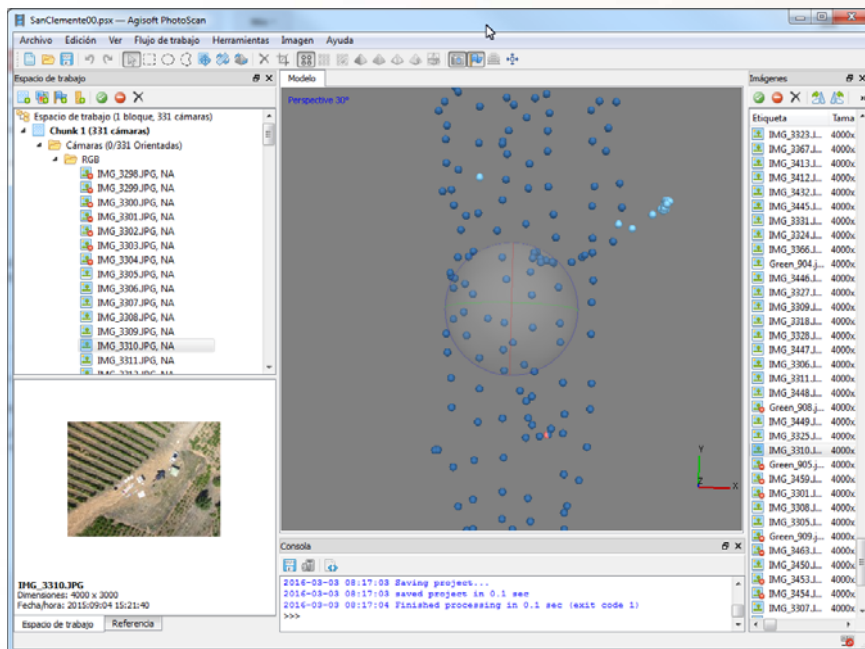 SanClemente00.psx — Agisoft PhotoScan
Archivo Edición Ver Flujo de trabajo Herramientas Imagen Ayuda
Espacio de trabajo
Espacio de trabajo (1 bloque, 331 cámaras)
Chunk 1 (331 cámaras)
Cámaras (0/331 Orientadas)
RGB
IMG_3298.JPG, NA
IMG_3299.JPG, NA
IMG_3300.JPG, NA
IMG_3301.JPG, NA
IMG_3302.JPG, NA
IMG_3303.JPG, NA
IMG_3304.JPG, NA
IMG_3305.JPG, NA
IMG_3306.JPG, NA
IMG_3307.JPG, NA
IMG_3308.JPG, NA
IMG_3309.JPG, NA
IMG_3310.JPG, NA
IMG_3311.JPG, NA
IMG_3310.JPG
Dimensiones: 4000 x 3000
Fecha/hora: 2015:09:04 15:21:40
Espacio de trabajo Referencia
Modelo
Perspective 30°
Y
Z
X
Consola
2016-03-03 08:17:03 Saving project...
2016-03-03 08:17:03 saved project in 0.1 sec
2016-03-03 08:17:04 Finished processing in 0.1 sec (exit code 1)
>>>
Imágenes
Etiqueta Tama
IMG_3323.J... 4000x
IMG_3367.J... 4000x
IMG_3413.J... 4000x
IMG_3412.J... 4000x
IMG_3432.J... 4000x
IMG_3445.J... 4000x
IMG_3331.J... 4000x
IMG_3324.J... 4000x
IMG_3366.J... 4000x
Green_904.j... 4000x
IMG_3446.J... 4000x
IMG_3327.J... 4000x
IMG_3309.J... 4000x
IMG_3318.J... 4000x
IMG_3328.J... 4000x
IMG_3447.J... 4000x
IMG_3306.J... 4000x
IMG_3311.J... 4000x
IMG_3448.J... 4000x
Green_908.j... 4000x
IMG_3449.J... 4000x
IMG_3325.J... 4000x
IMG_3310.J... 4000x
Green_905.j... 4000x
IMG_3459.J... 4000x
IMG_3301.J... 4000x
IMG_3308.J... 4000x
IMG_3305.J... 4000x
Green_909.j... 4000x
IMG_3463.J... 4000x
IMG_3450.J... 4000x
IMG_3453.J... 4000x
IMG_3454.J... 4000x
IMG_3307.J... 4000x